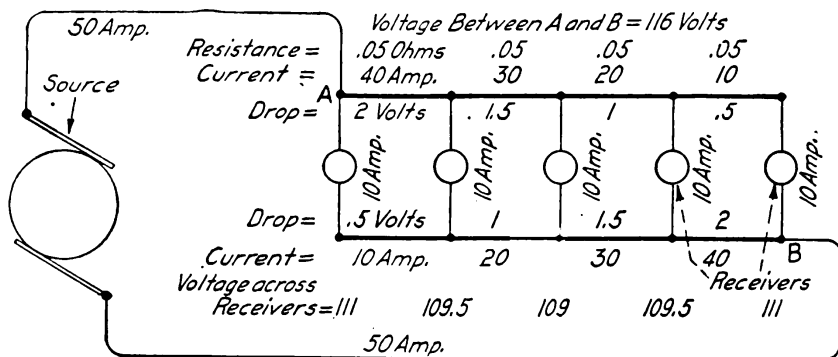 50 Amp.
Voltage Between A and B = 116 Volts
Resistance = .05 Ohms .05 .05 .05
Current = 40 Amp. 30 20 10
Source
A
Drop = 2 Volts 1.5 1 .5
10 Amp. 10 Amp. 10 Amp. 10 Amp. 10 Amp.
Drop = .5 Volts 1 1.5 2
B
Current = 10 Amp. 20 30 40
Voltage across
Receivers
Receivers = 111 109.5 109 109.5 111
50 Amp.